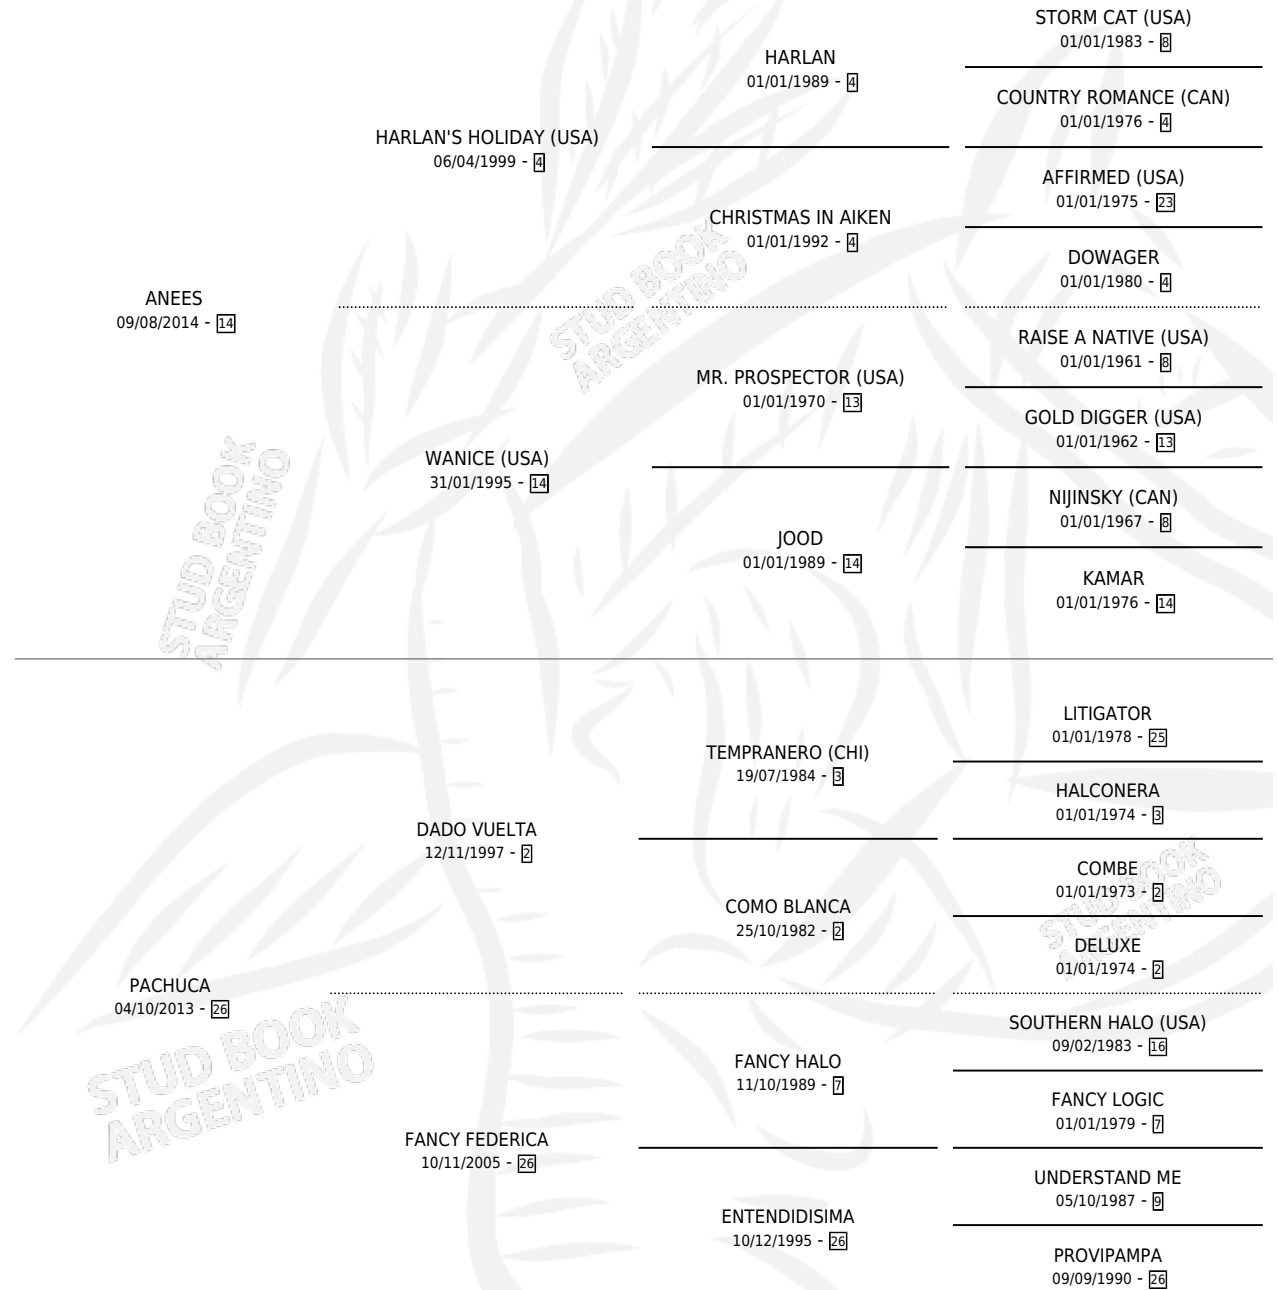 STORM CAT (USA)
01/01/1983 - 8
HARLAN
01/01/1989 - 4
COUNTRY ROMANCE (CAN)
01/01/1976 - 4
HARLAN'S HOLIDAY (USA)
06/04/1999 - 4
AFFIRMED (USA)
01/01/1975 - 23
CHRISTMAS IN AIKEN
01/01/1992 - 4
DOWAGER
01/01/1980 - 4
ANEES
09/08/2014 - 14
RAISE A NATIVE (USA)
01/01/1961 - 8
MR. PROSPECTOR (USA)
01/01/1970 - 13
GOLD DIGGER (USA)
01/01/1962 - 13
WANICE (USA)
31/01/1995 - 14
NIJINSKY (CAN)
01/01/1967 - 8
JOOD
01/01/1989 - 14
KAMAR
01/01/1976 - 14
STUD BOOK
ARGENTINO
STUD BOOK
ARGENTINO
LITIGATOR
01/01/1978 - 25
TEMPRANERO (CHI)
19/07/1984 - 3
HALCONERA
01/01/1974 - 3
DADO VUELTA
12/11/1997 - 2
COMBE
01/01/1973 - 2
COMO BLANCA
25/10/1982 - 2
DELUXE
01/01/1974 - 2
PACHUCA
04/10/2013 - 26
SOUTHERN HALO (USA)
09/02/1983 - 16
FANCY HALO
11/10/1989 - 7
FANCY LOGIC
01/01/1979 - 7
FANCY FEDERICA
10/11/2005 - 26
UNDERSTAND ME
05/10/1987 - 9
ENTENDIDISIMA
10/12/1995 - 26
PROVIPAMPA
09/09/1990 - 26
STUD BOOK
ARGENTINO
STUD BOOK
ARGENTINO